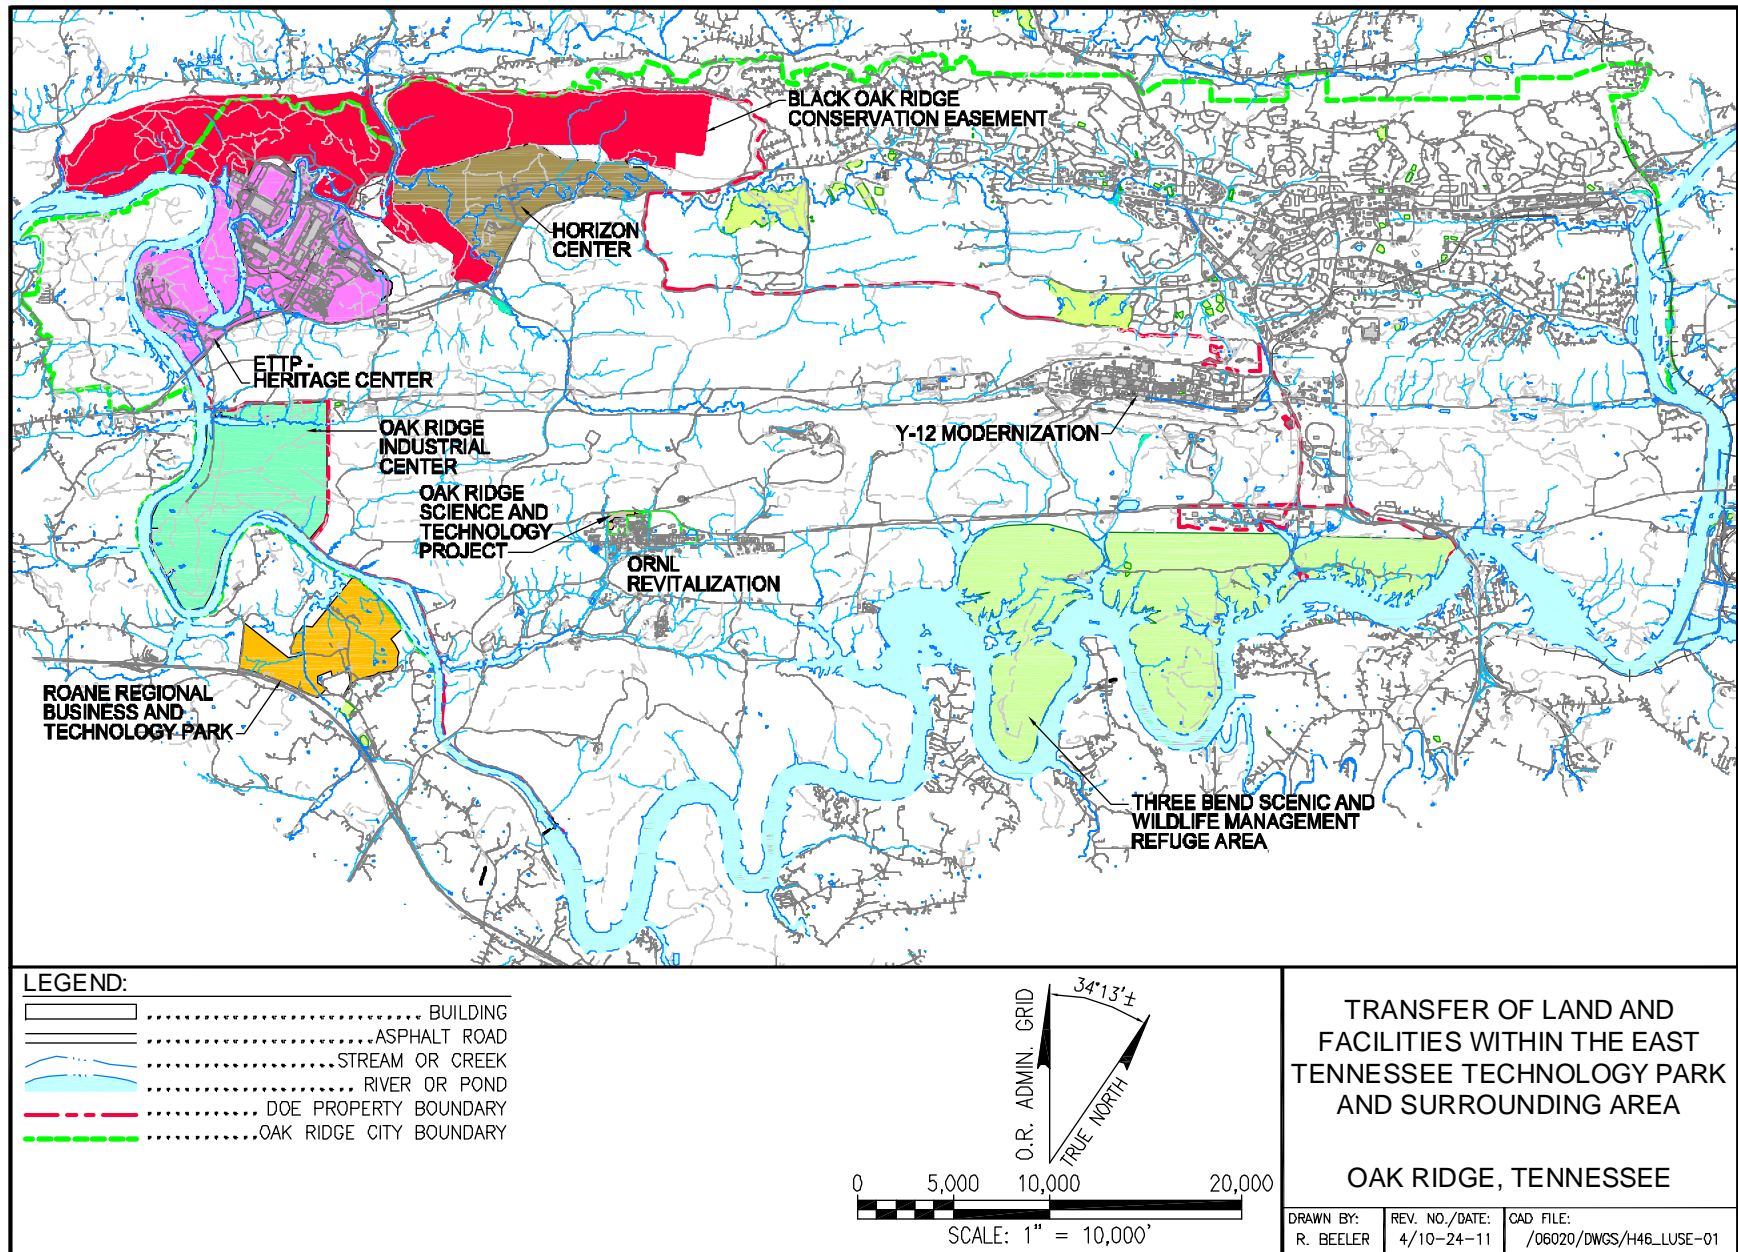 BLACK OAK RIDGE
CONSERVATION EASEMENT
HORIZON
CENTER
ETTP -
HERITAGE CENTER
OAK RIDGE
INDUSTRIAL
CENTER
Y-12 MODERNIZATION
OAK RIDGE
SCIENCE AND
TECHNOLOGY
PROJECT
ORNL
REVITALIZATION
ROANE REGIONAL
BUSINESS AND
TECHNOLOGY PARK
THREE BEND SCENIC AND
WILDLIFE MANAGEMENT
REFUGE AREA
LEGEND:
BUILDING
ASPHALT ROAD
STREAM OR CREEK
RIVER OR POND
DOE PROPERTY BOUNDARY
OAK RIDGE CITY BOUNDARY
O.R. ADMIN. GRID
34°13'±
TRUE NORTH
0 5,000 10,000 20,000
SCALE: 1" = 10,000'
TRANSFER OF LAND AND
FACILITIES WITHIN THE EAST
TENNESSEE TECHNOLOGY PARK
AND SURROUNDING AREA
OAK RIDGE, TENNESSEE
DRAWN BY:
R. BEELER
REV. NO./DATE:
4/10-24-11
CAD FILE:
/06020/DWGS/H46_LUSE-01